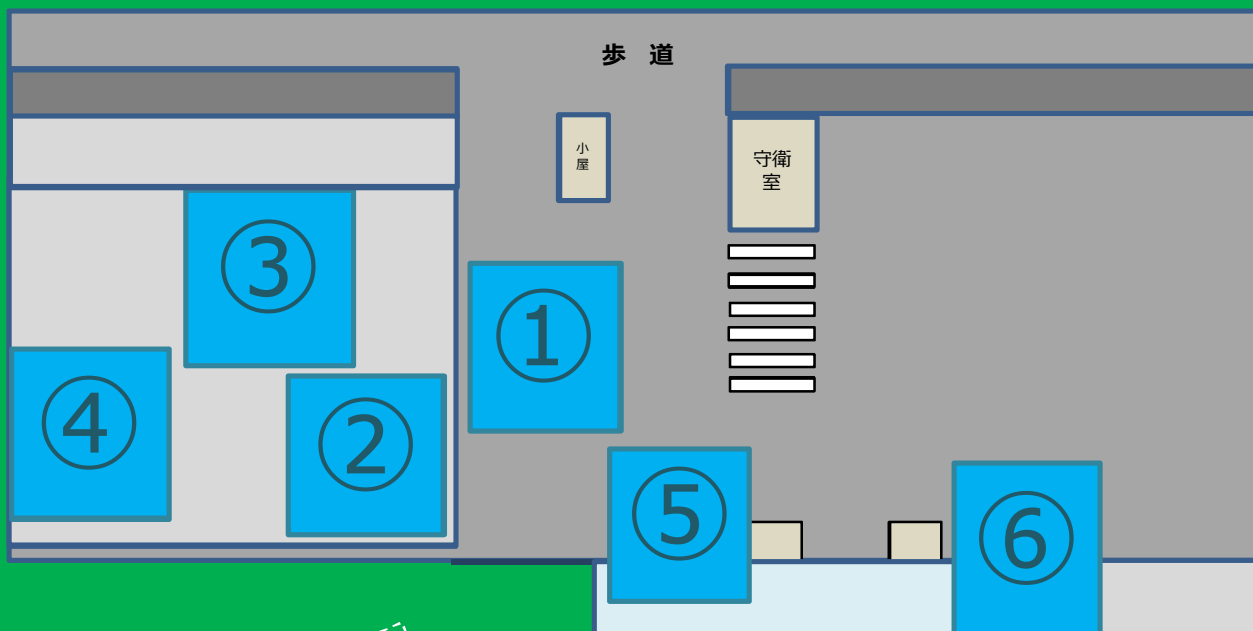 歩 道
小
屋
守衛
室
③
①
④
②
⑤
⑥